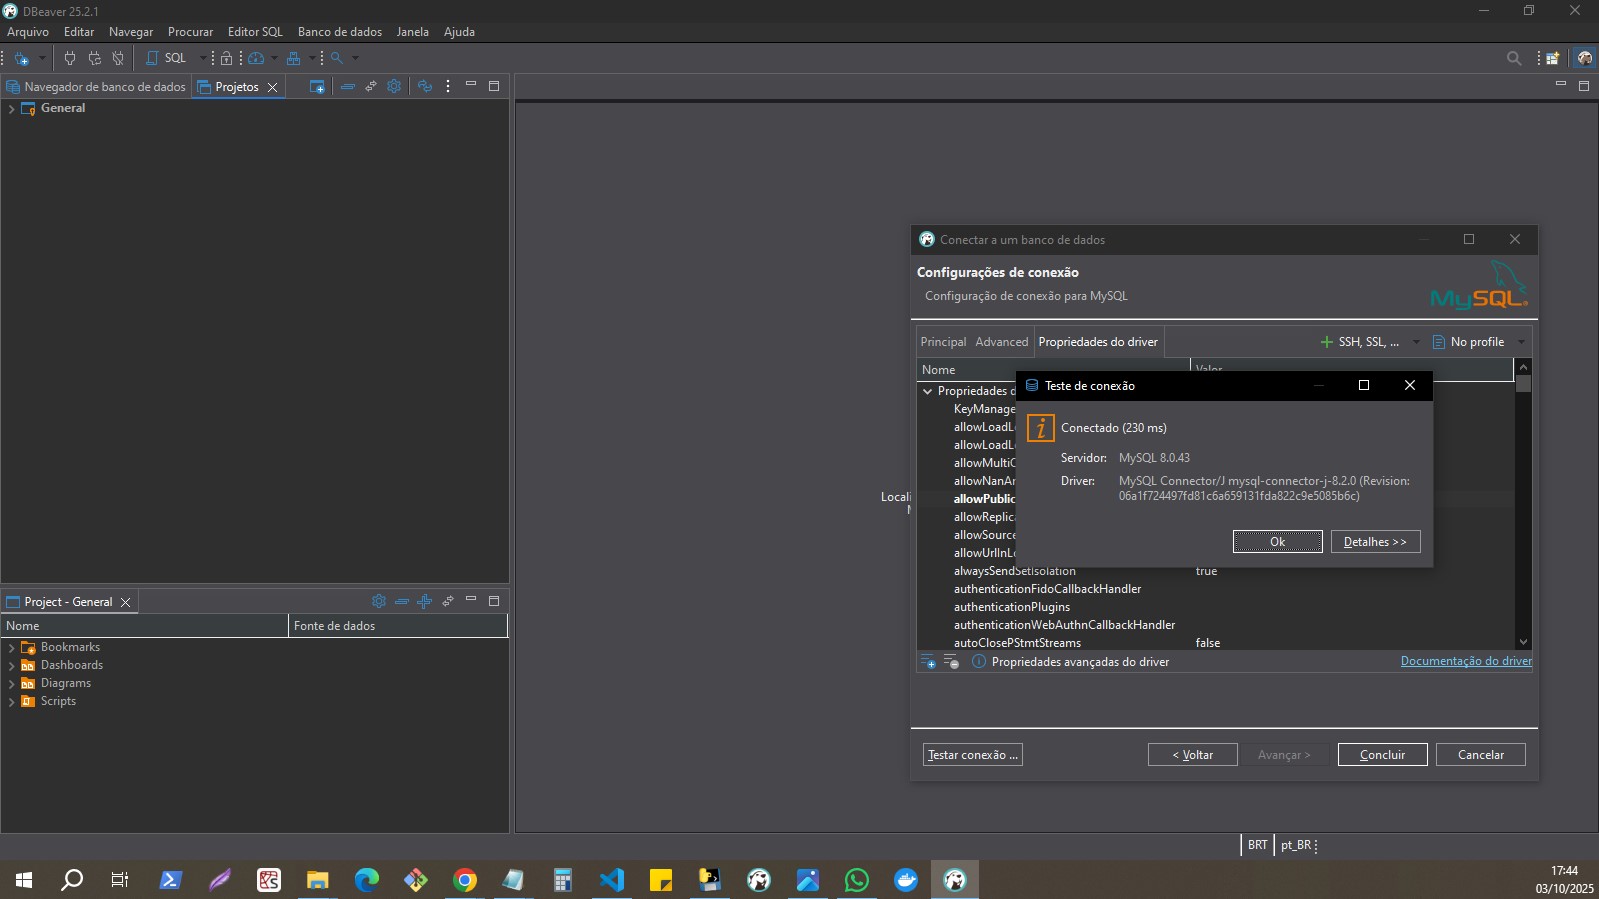 DBeaver 25.2.1
Arquivo Editar Navegar Procurar Editor SQL Banco de dados Janela Ajuda
SQL
Navegador de banco de dados Projetos
General
Conectar a um banco de dados
Configurações de conexão
Configuração de conexão para MySQL
MySQL
Principal Advanced Propriedades do driver SSH, SSL, ... No profile
Nome Valor
Propriedades d
KeyManage
allowLoadL
allowLoadL
allowMultiQ
allowNanAn
allowPublic
allowReplica
allowSource
allowUrlInLo
alwaysSendSetIsolation true
authenticationFidoCallbackHandler
authenticationPlugins
authenticationWebAuthnCallbackHandler
autoClosePStmtStreams false
Teste de conexão
Conectado (230 ms)
Servidor: MySQL 8.0.43
Driver: MySQL Connector/J mysql-connector-j-8.2.0 (Revision:
06a1f724497fd81c6a659131fda822c9e5085b6c)
Ok Detalhes >>
Locali
Propriedades avançadas do driver Documentação do driver
Testar conexão ... < Voltar Avançar > Concluir Cancelar
Project - General
Nome Fonte de dados
Bookmarks
Dashboards
Diagrams
Scripts
BRT pt_BR
17:44
03/10/2025